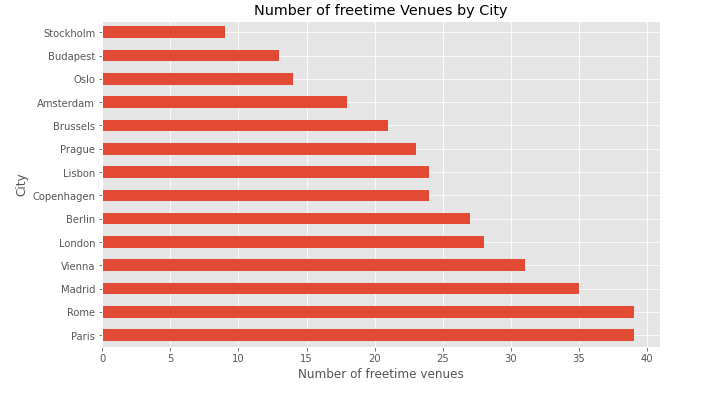 Number of freetime Venues by City
Stockholm
Budapest
Oslo
Amsterdam
Brussels
Prague
Lisbon
Copenhagen
Berlin
London
Vienna
Madrid
Rome
Paris
City
0 5 10 15 20 25 30 35 40
Number of freetime venues